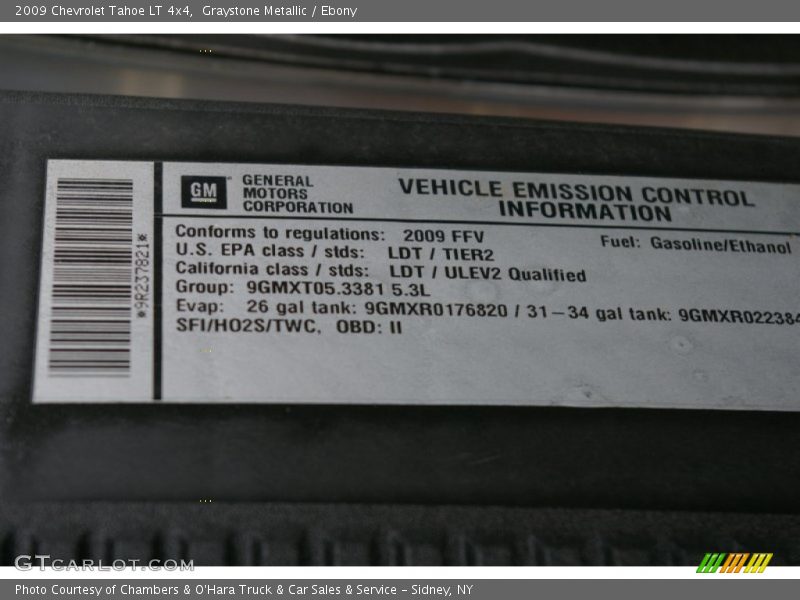 2009 Chevrolet Tahoe LT 4x4, Graystone Metallic / Ebony
*9R237821*
GM
GENERAL
MOTORS
CORPORATION
VEHICLE EMISSION CONTROL
INFORMATION
Conforms to regulations: 2009 FFV
Fuel: Gasoline/Ethanol
U.S. EPA class / stds: LDT / TIER2
California class / stds: LDT / ULEV2 Qualified
Group: 9GMXT05.3381 5.3L
Evap: 26 gal tank: 9GMXR0176820 / 31-34 gal tank: 9GMXR022384
SFI/HO2S/TWC, OBD: II
GTCARLOT.COM
Photo Courtesy of Chambers & O'Hara Truck & Car Sales & Service - Sidney, NY